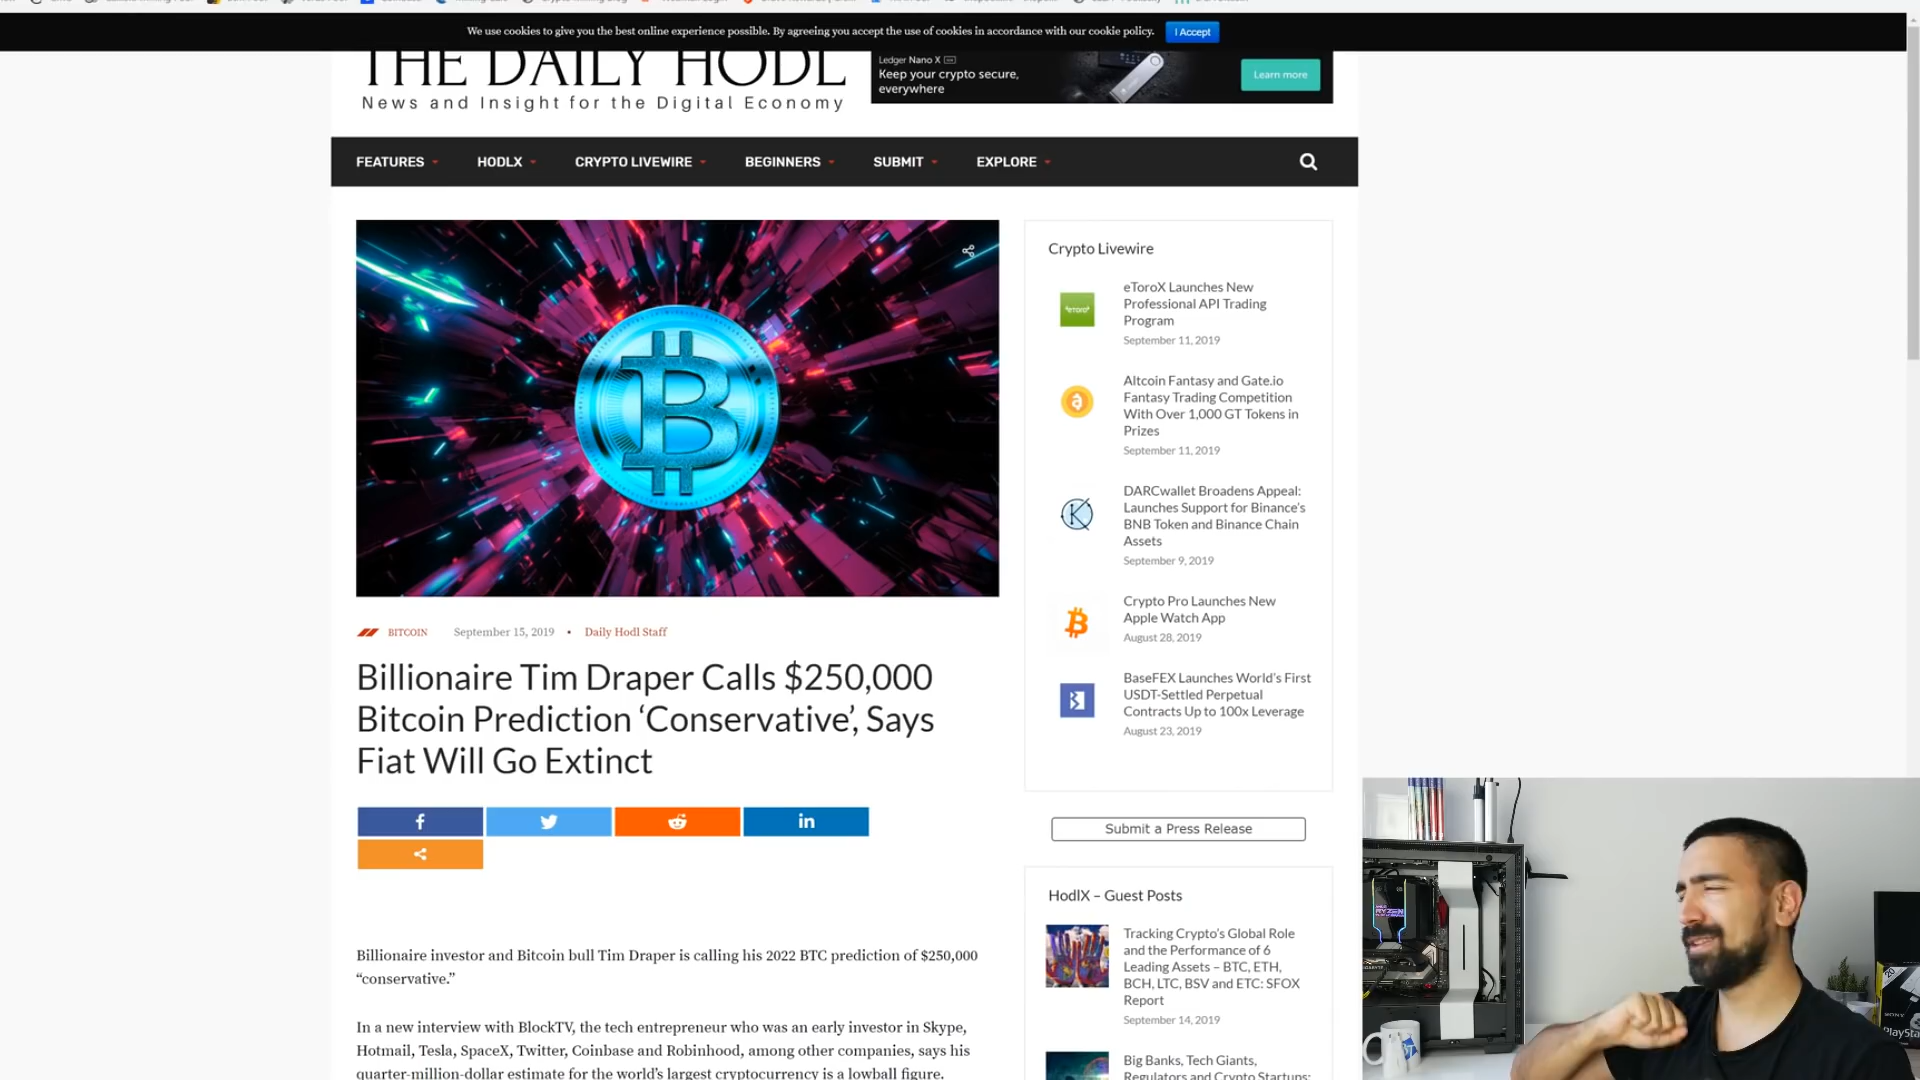 We use cookies to give you the best online experience possible. By agreeing you accept the use of cookies in accordance with our cookie policy.
I Accept
THE DAILY HODL
News and Insight for the Digital Economy
Ledger Nano X
Keep your crypto secure,
everywhere
Learn more
FEATURES
HODLX
CRYPTO LIVEWIRE
BEGINNERS
SUBMIT
EXPLORE
BITCOIN
September 15, 2019 • Daily Hodl Staff
Billionaire Tim Draper Calls $250,000
Bitcoin Prediction ‘Conservative’, Says
Fiat Will Go Extinct
Billionaire investor and Bitcoin bull Tim Draper is calling his 2022 BTC prediction of $250,000
“conservative.”
In a new interview with BlockTV, the tech entrepreneur who was an early investor in Skype,
Hotmail, Tesla, SpaceX, Twitter, Coinbase and Robinhood, among other companies, says his
quarter-million-dollar estimate for the world’s largest cryptocurrency is a lowball figure.
Crypto Livewire
eToro
eToroX Launches New
Professional API Trading
Program
September 11, 2019
Altcoin Fantasy and Gate.io
Fantasy Trading Competition
With Over 1,000 GT Tokens in
Prizes
September 11, 2019
DARCwallet Broadens Appeal:
Launches Support for Binance’s
BNB Token and Binance Chain
Assets
September 9, 2019
Crypto Pro Launches New
Apple Watch App
August 28, 2019
BaseFEX Launches World’s First
USDT-Settled Perpetual
Contracts Up to 100x Leverage
August 23, 2019
Submit a Press Release
HodlX – Guest Posts
Tracking Crypto’s Global Role
and the Performance of 6
Leading Assets – BTC, ETH,
BCH, LTC, BSV and ETC: SFOX
Report
September 14, 2019
Big Banks, Tech Giants,
Regulators and Crypto Startups:
RYZEN
GIGABYTE
20
SONY
PlaySta